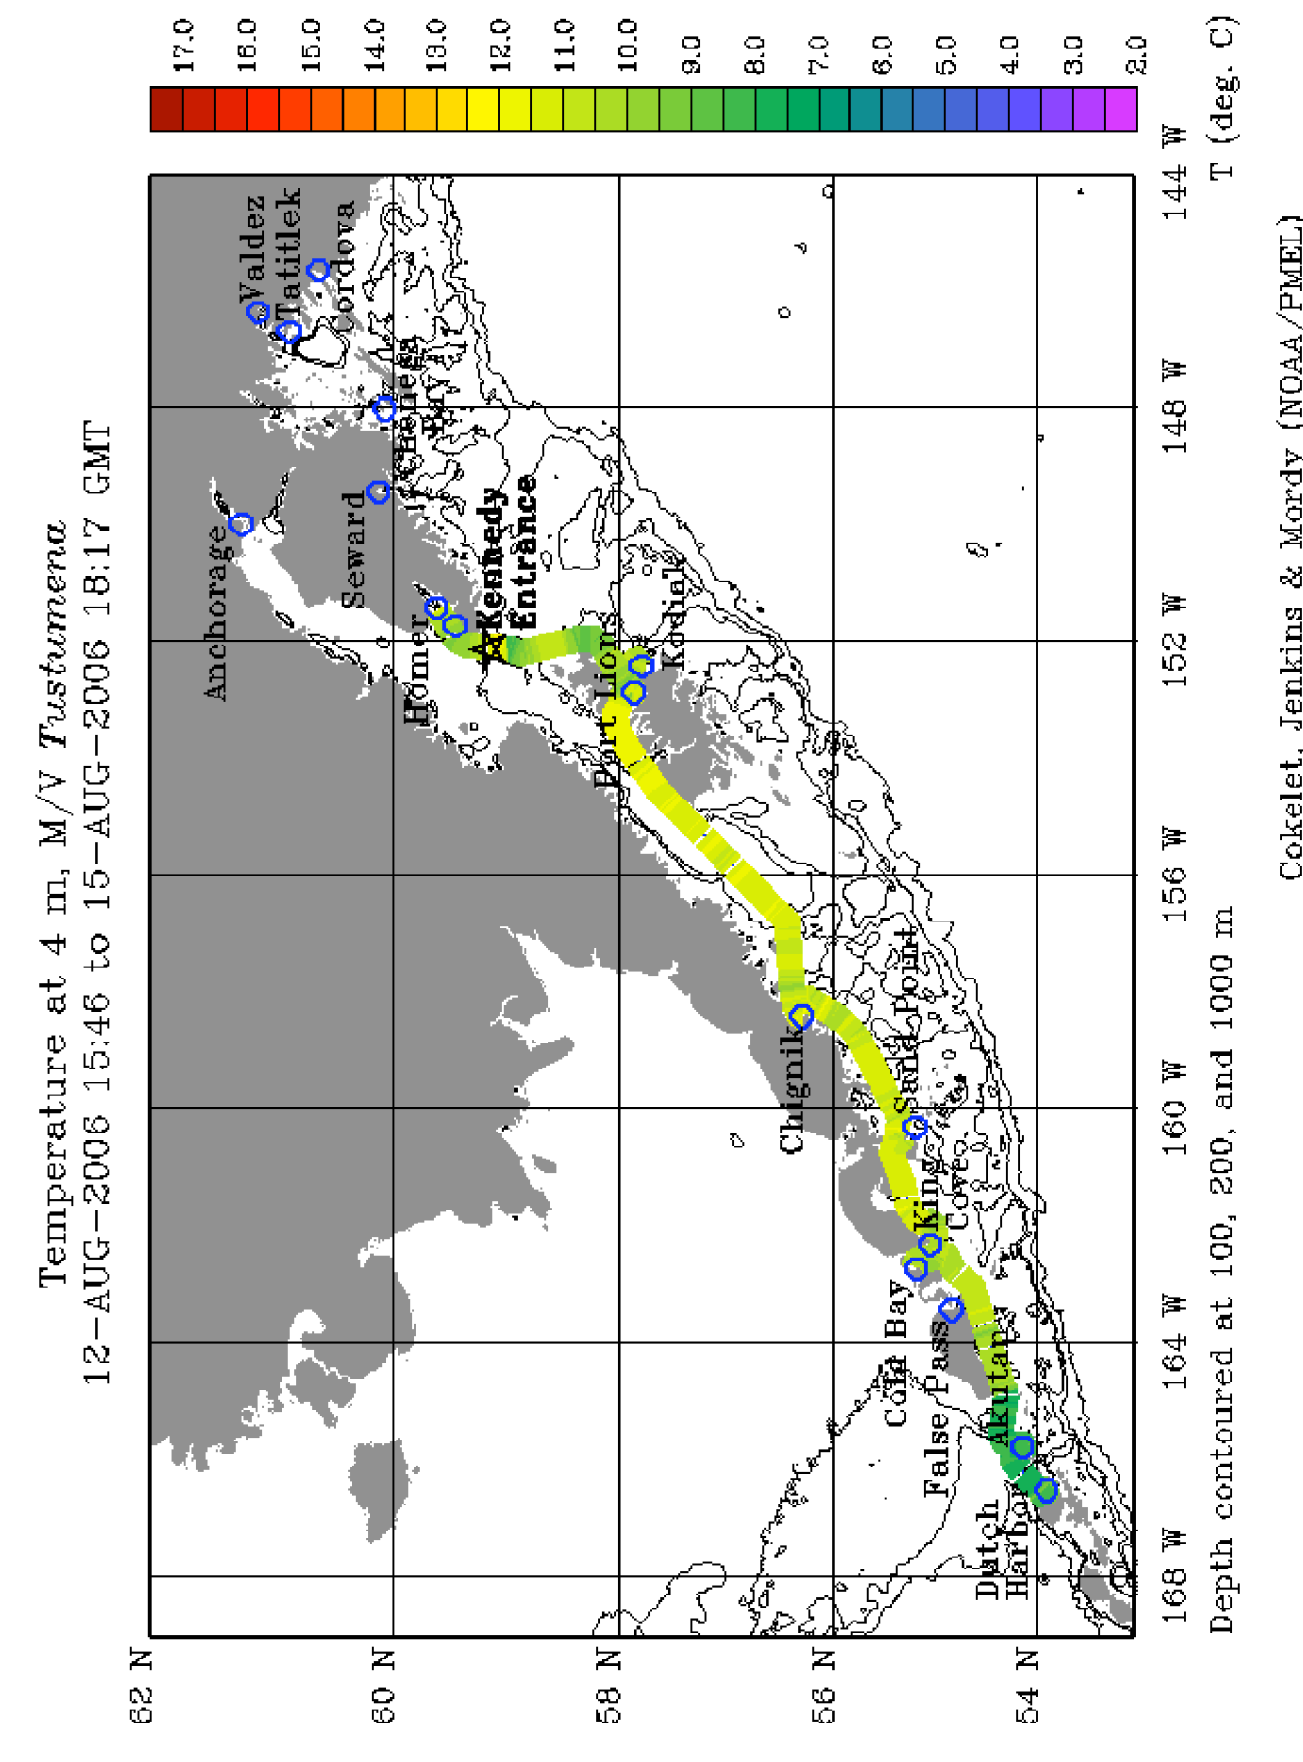 Temperature at 4 m, M/V Tustumena
12-AUG-2006 15:46 to 15-AUG-2006 18:17 GMT
62 N
60 N
58 N
56 N
54 N
168 W
164 W
160 W
156 W
152 W
148 W
144 W
Anchorage
Valdez
Tatitlek
Cordova
Chenega
Bay
Seward
Homer
Kennedy
Entrance
Port Lions
Kodiak
Chignik
Sand Point
King
Cove
Cold Bay
False Pass
Akutan
Dutch
Harbor
17.0
16.0
15.0
14.0
13.0
12.0
11.0
10.0
9.0
8.0
7.0
6.0
5.0
4.0
3.0
2.0
T (deg. C)
Depth contoured at 100, 200, and 1000 m
Cokelet, Jenkins & Mordy (NOAA/PMEL)